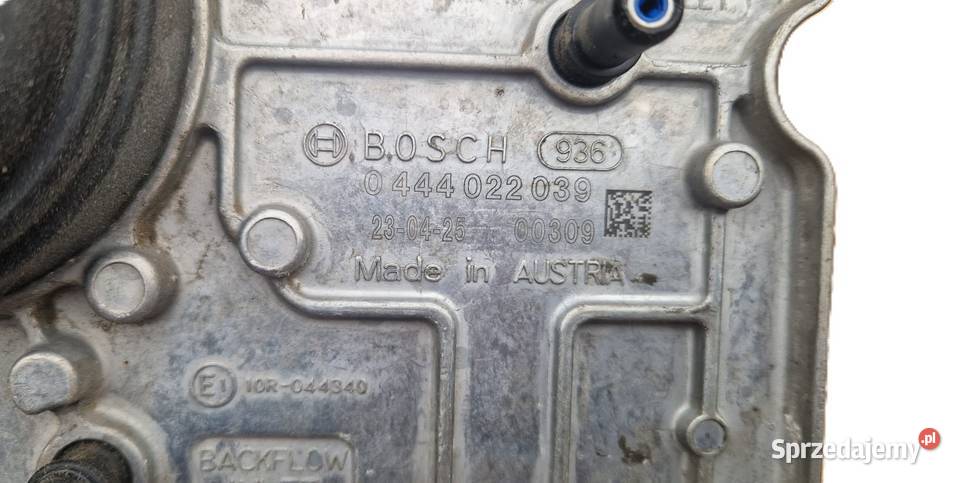 BOSCH 936
0 444 022 039
23-04-25 00309
Made in AUSTRIA
E1 10R-044340
BACKFLOW
Sprzedajemy.pl